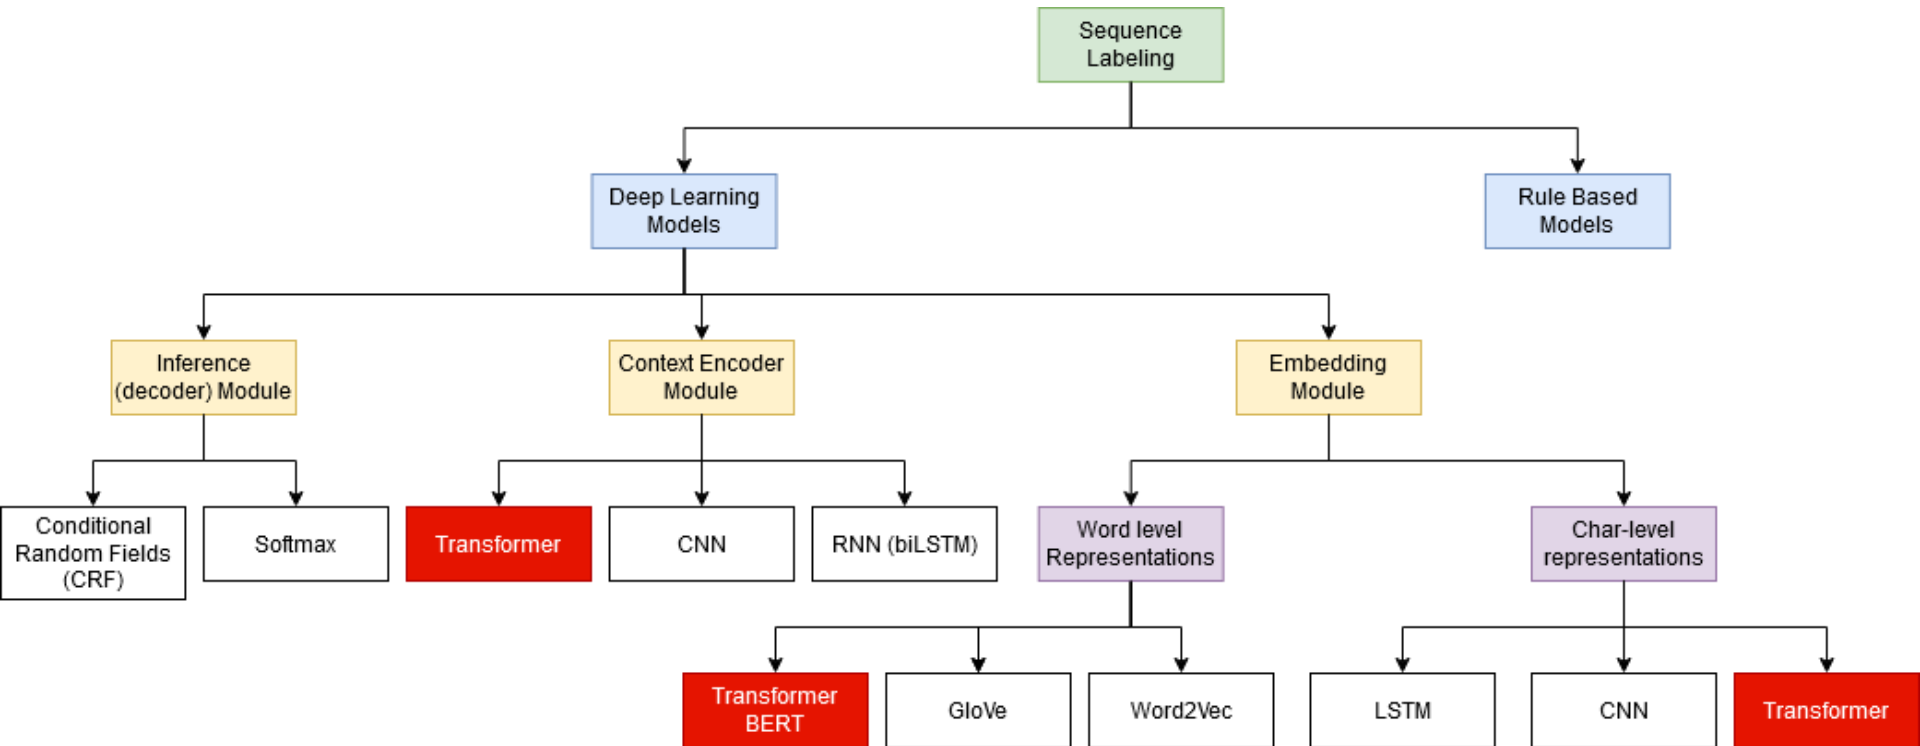 Sequence
Labeling
Deep Learning
Models
Rule Based
Models
Inference
(decoder) Module
Context Encoder
Module
Embedding
Module
Conditional
Random Fields
(CRF)
Softmax
Transformer
CNN
RNN (biLSTM)
Word level
Representations
Char-level
representations
Transformer
BERT
GloVe
Word2Vec
LSTM
CNN
Transformer